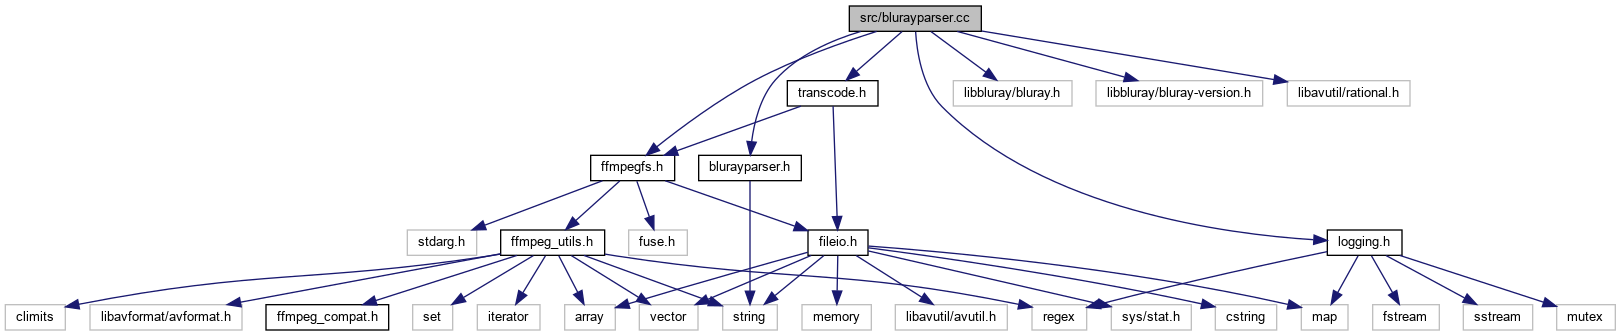 src/blurayparser.cc
transcode.h
libbluray/bluray.h
libbluray/bluray-version.h
libavutil/rational.h
ffmpegfs.h
blurayparser.h
stdarg.h
ffmpeg_utils.h
fuse.h
fileio.h
logging.h
climits
libavformat/avformat.h
ffmpeg_compat.h
set
iterator
array
vector
string
memory
libavutil/avutil.h
regex
sys/stat.h
cstring
map
fstream
sstream
mutex